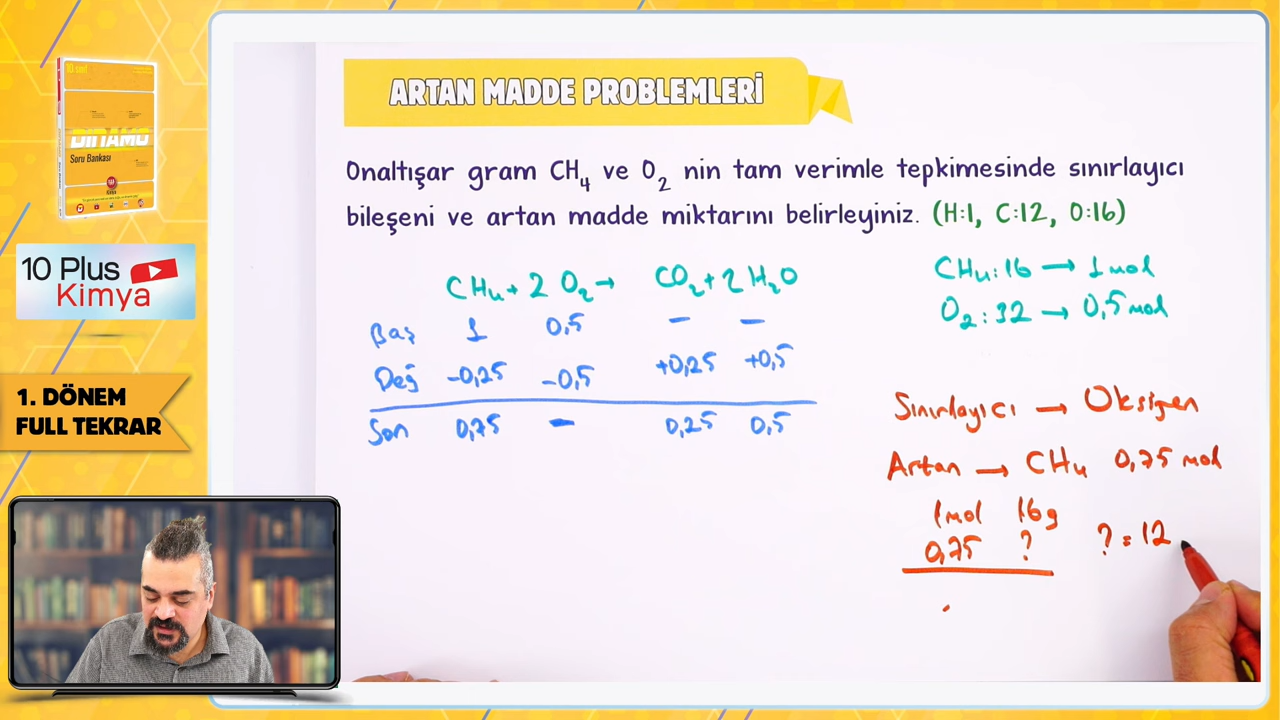 ARTAN MADDE PROBLEMLERİ
Onaltışar gram CH₄ ve O₂ nin tam verimle tepkimesinde sınırlayıcı
bileşeni ve artan madde miktarını belirleyiniz. (H:1, C:12, O:16)
CH₄ + 2 O₂ → CO₂ + 2 H₂O
Baş 1 0,5 - -
Değ -0,25 -0,5 +0,25 +0,5
Son 0,75 - 0,25 0,5
CH₄:16 → 1 mol
O₂:32 → 0,5 mol
Sınırlayıcı → Oksijen
Artan → CH₄ 0,75 mol
1mol 16g
0,75 ? ? = 12
10.sınıf
DİNAMO
Soru Bankası
Kimya
10 Plus
Kimya
1. DÖNEM
FULL TEKRAR